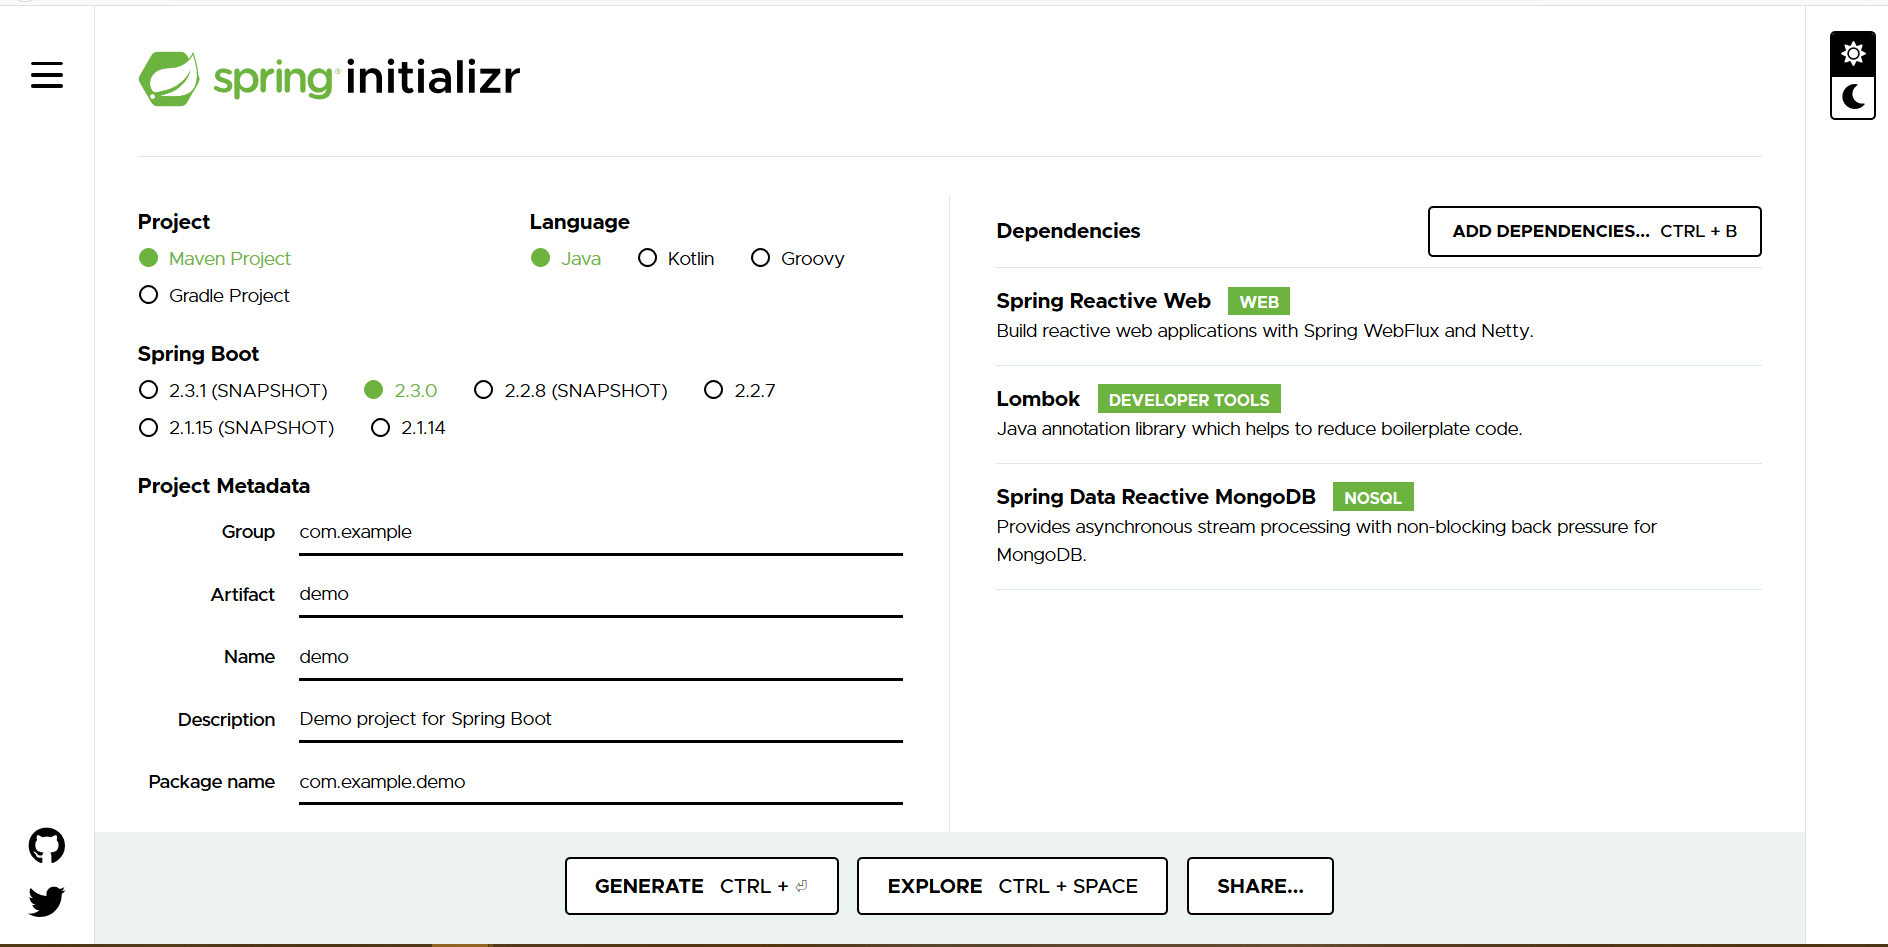 spring initializr
Project
Maven Project
Gradle Project
Language
Java Kotlin Groovy
Spring Boot
2.3.1 (SNAPSHOT) 2.3.0 2.2.8 (SNAPSHOT) 2.2.7
2.1.15 (SNAPSHOT) 2.1.14
Project Metadata
Group com.example
Artifact demo
Name demo
Description Demo project for Spring Boot
Package name com.example.demo
Dependencies
ADD DEPENDENCIES... CTRL + B
Spring Reactive Web WEB
Build reactive web applications with Spring WebFlux and Netty.
Lombok DEVELOPER TOOLS
Java annotation library which helps to reduce boilerplate code.
Spring Data Reactive MongoDB NOSQL
Provides asynchronous stream processing with non-blocking back pressure for
MongoDB.
GENERATE CTRL + ⏎
EXPLORE CTRL + SPACE
SHARE...